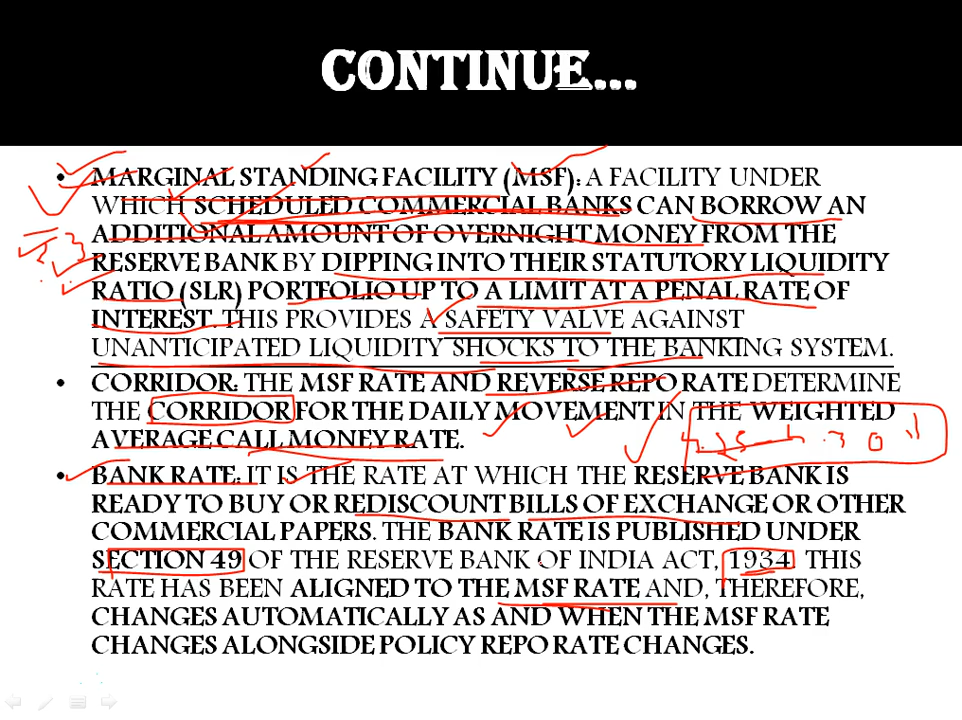 CONTINUE...
• MARGINAL STANDING FACILITY (MSF): A FACILITY UNDER
WHICH SCHEDULED COMMERCIAL BANKS CAN BORROW AN
ADDITIONAL AMOUNT OF OVERNIGHT MONEY FROM THE
RESERVE BANK BY DIPPING INTO THEIR STATUTORY LIQUIDITY
RATIO (SLR) PORTFOLIO UP TO A LIMIT AT A PENAL RATE OF
INTEREST. THIS PROVIDES A SAFETY VALVE AGAINST
UNANTICIPATED LIQUIDITY SHOCKS TO THE BANKING SYSTEM.
• CORRIDOR: THE MSF RATE AND REVERSE REPO RATE DETERMINE
THE CORRIDOR FOR THE DAILY MOVEMENT IN THE WEIGHTED
AVERAGE CALL MONEY RATE.
• BANK RATE: IT IS THE RATE AT WHICH THE RESERVE BANK IS
READY TO BUY OR REDISCOUNT BILLS OF EXCHANGE OR OTHER
COMMERCIAL PAPERS. THE BANK RATE IS PUBLISHED UNDER
SECTION 49 OF THE RESERVE BANK OF INDIA ACT, 1934. THIS
RATE HAS BEEN ALIGNED TO THE MSF RATE AND, THEREFORE,
CHANGES AUTOMATICALLY AS AND WHEN THE MSF RATE
CHANGES ALONGSIDE POLICY REPO RATE CHANGES.